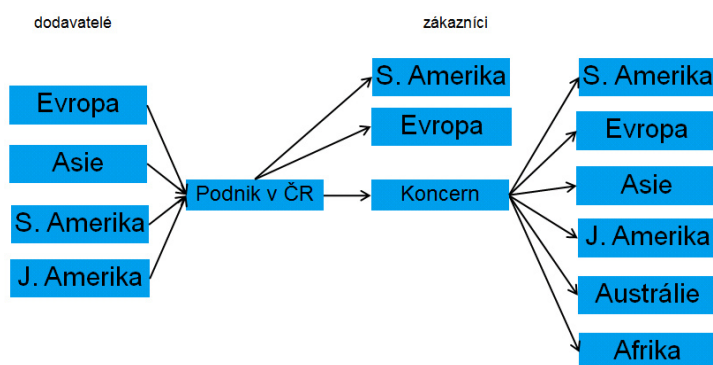 dodavatelé
zákazníci
Evropa
Asie
S. Amerika
J. Amerika
Podnik v ČR
S. Amerika
Evropa
Koncern
S. Amerika
Evropa
Asie
J. Amerika
Austrálie
Afrika